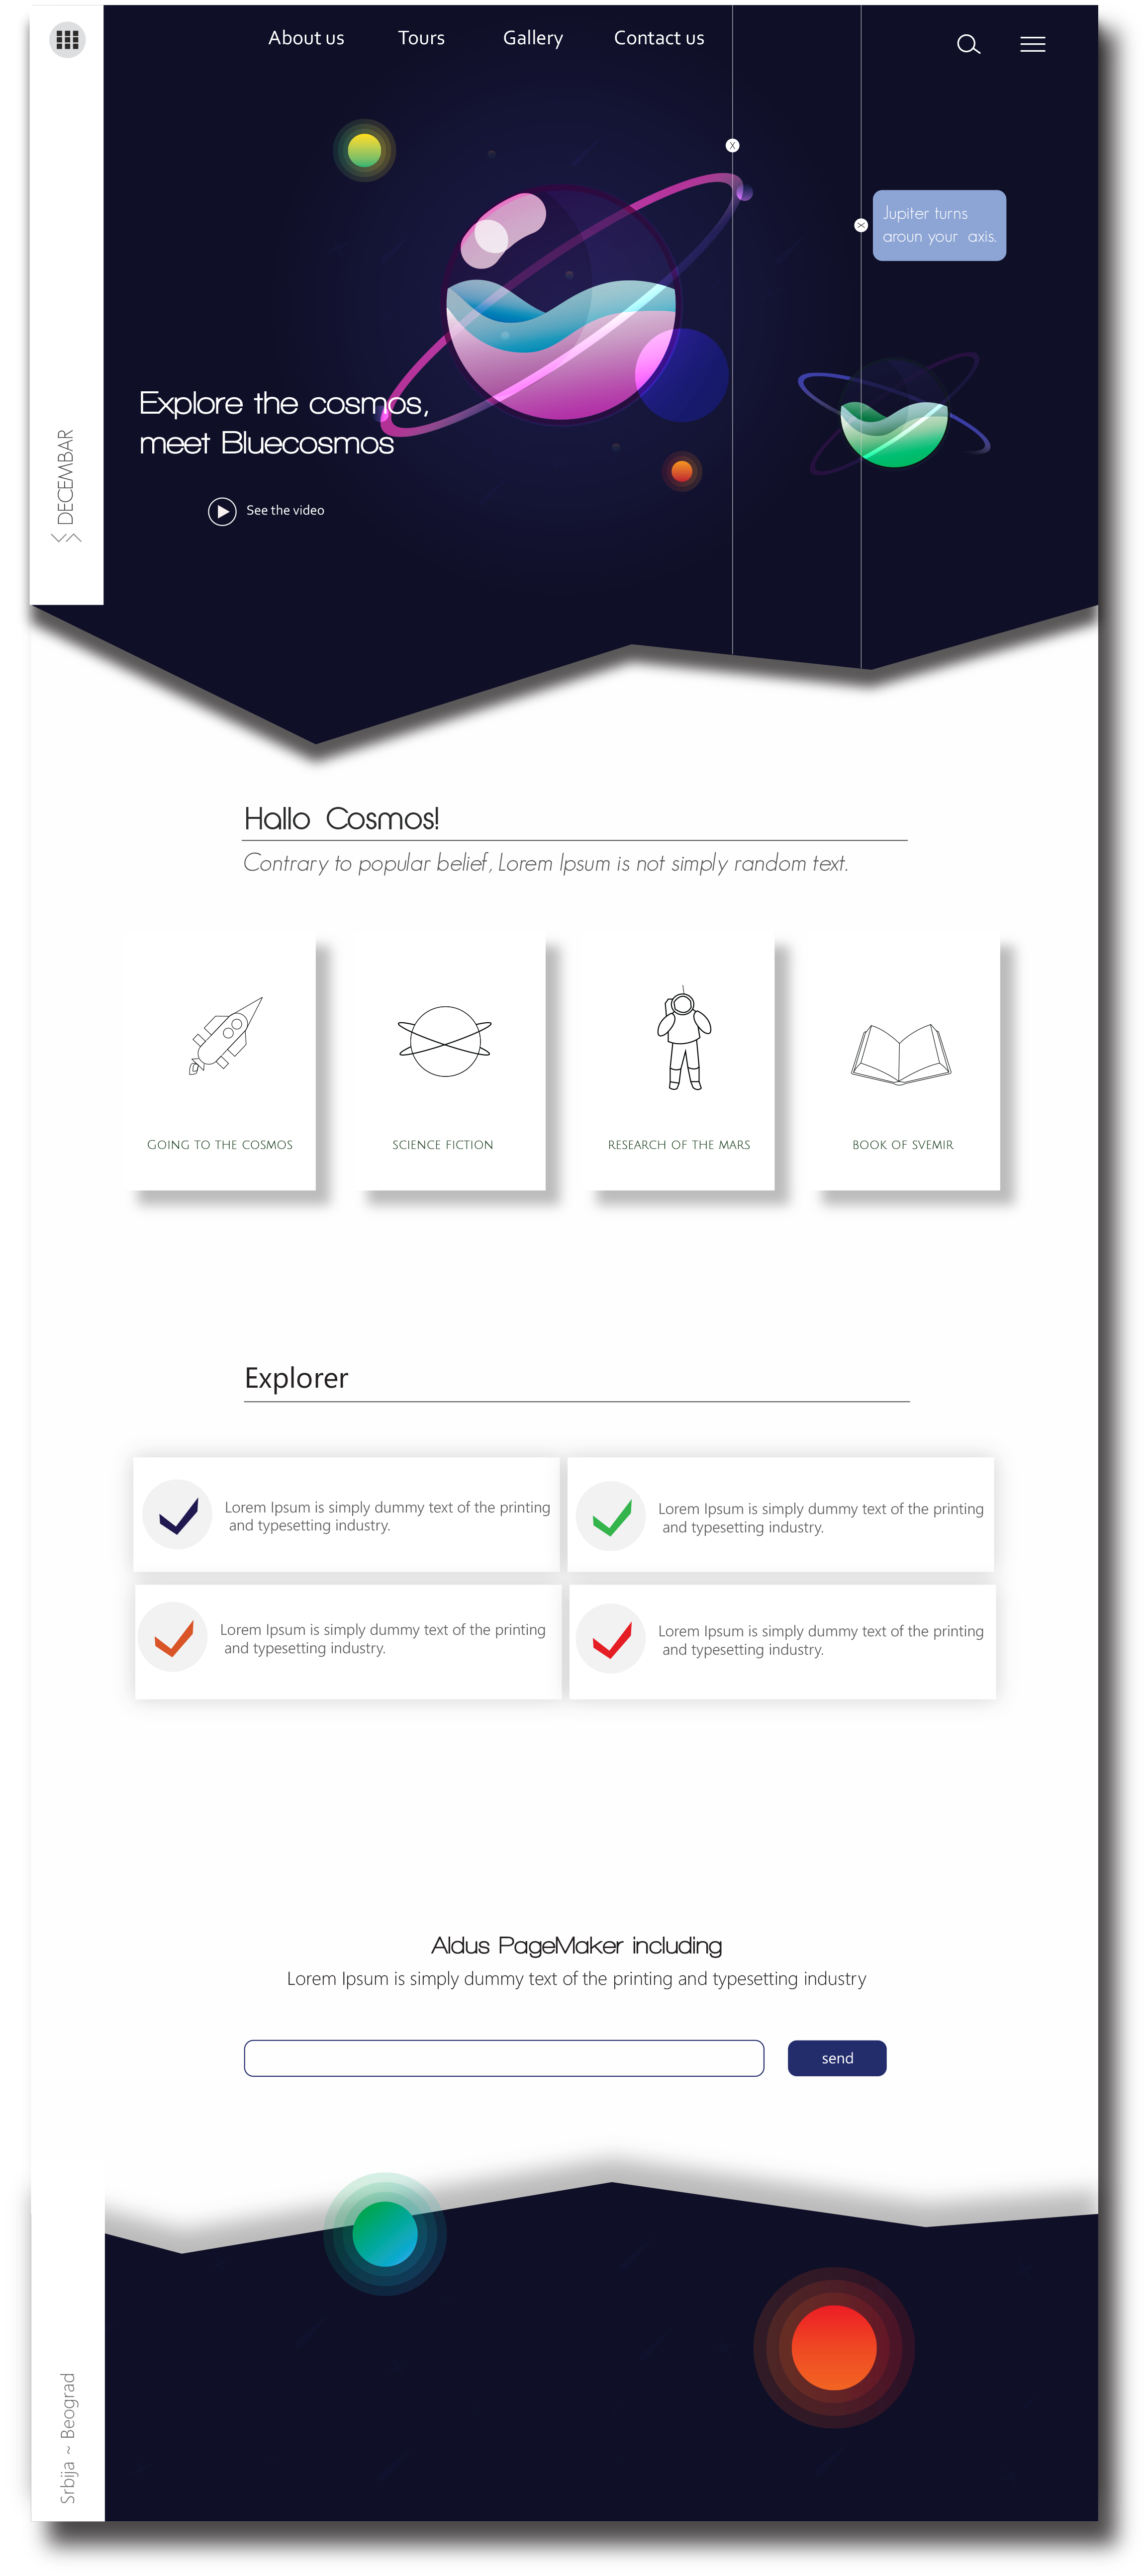 About us Tours Gallery Contact us
X
X
Jupiter turns
aroun your axis.
Explore the cosmos,
meet Bluecosmos
See the video
DECEMBAR
Hallo Cosmos!
Contrary to popular belief, Lorem Ipsum is not simply random text.
GOING TO THE COSMOS
SCIENCE FICTION
RESEARCH OF THE MARS
BOOK OF SVEMIR
Explorer
Lorem Ipsum is simply dummy text of the printing
and typesetting industry.
Lorem Ipsum is simply dummy text of the printing
and typesetting industry.
Lorem Ipsum is simply dummy text of the printing
and typesetting industry.
Lorem Ipsum is simply dummy text of the printing
and typesetting industry.
Aldus PageMaker including
Lorem Ipsum is simply dummy text of the printing and typesetting industry
send
Srbija ~ Beograd